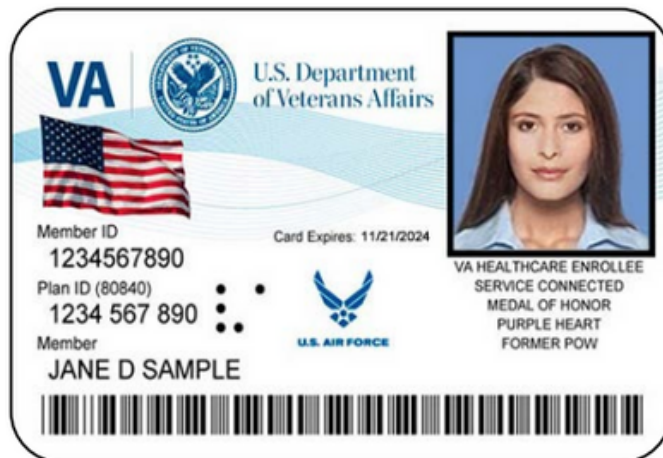 VA
U.S. Department
of Veterans Affairs
Member ID
1234567890
Card Expires: 11/21/2024
Plan ID (80840)
1234 567 890
Member
JANE D SAMPLE
U.S. AIR FORCE
VA HEALTHCARE ENROLLEE
SERVICE CONNECTED
MEDAL OF HONOR
PURPLE HEART
FORMER POW